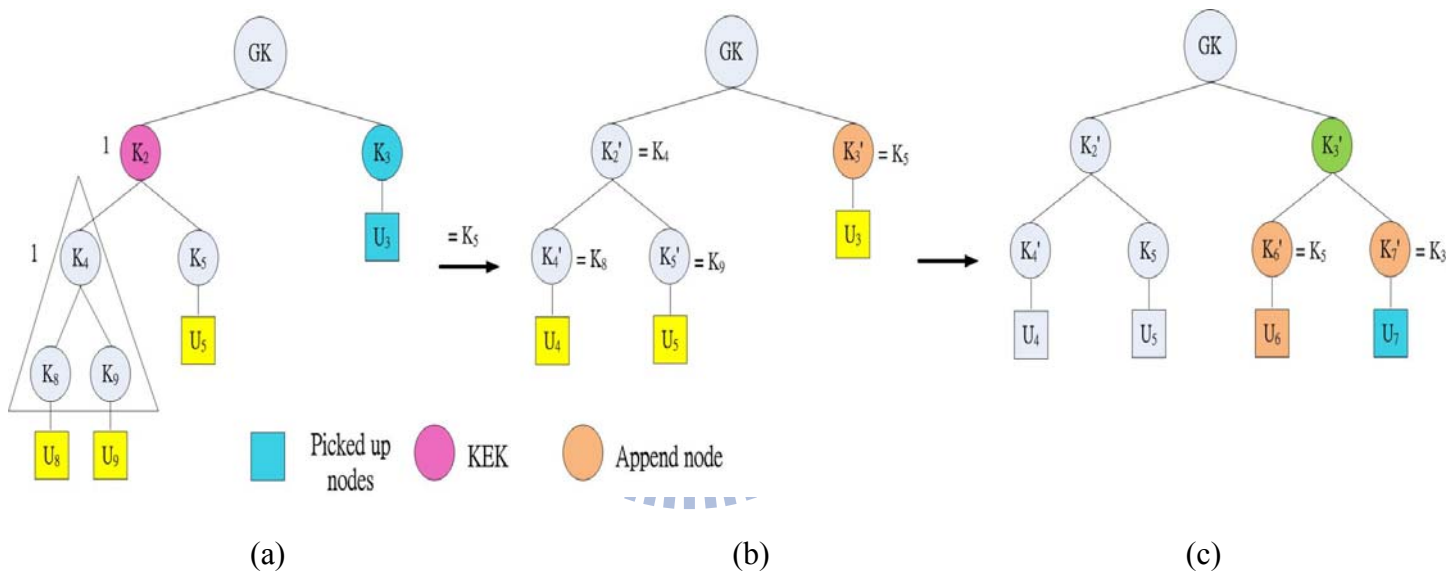 GK
1
K₂
K₃
1
K₄
K₅
U₃
K₈
K₉
U₅
U₈
U₉
= K₅
GK
K₂'
= K₄
K₃'
= K₅
K₄'
= K₈
K₅'
= K₉
U₃
U₄
U₅
GK
K₂'
K₃'
K₄'
K₅
K₆'
= K₅
K₇'
= K₃
U₄
U₅
U₆
U₇
Picked up
nodes
KEK
Append node
(a)
(b)
(c)